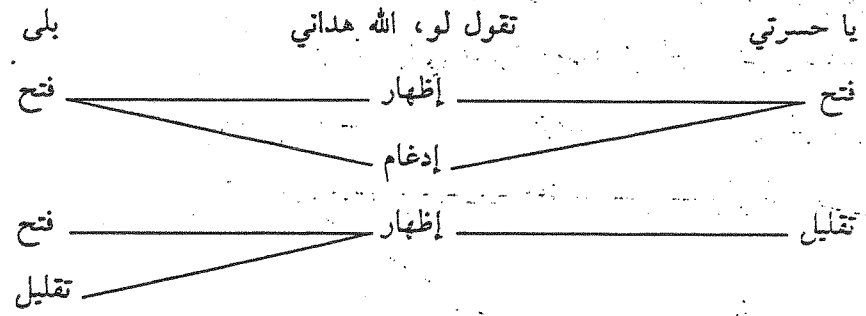 يا حسرتي تقول لو، الله هداني بلى
فتح إظهار فتح
إدغام
تقليل إظهار فتح
تقليل